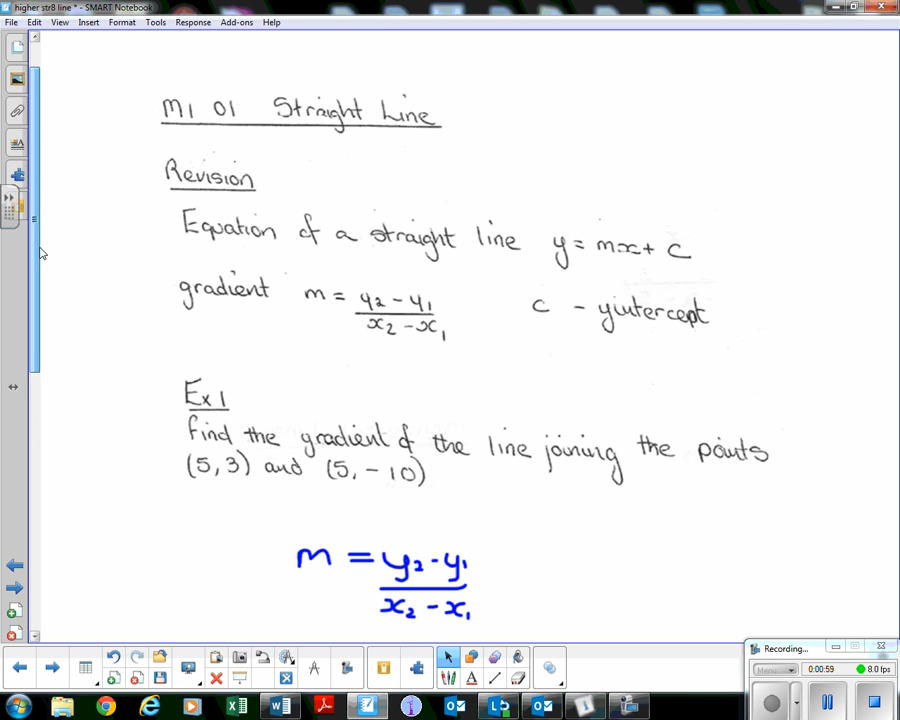 higher str8 line * - SMART Notebook
File Edit View Insert Format Tools Response Add-ons Help
M1 01 Straight Line
Revision
Equation of a straight line y = mx + c
gradient m = y₂ - y₁ / x₂ - x₁ c - y intercept
Ex 1
Find the gradient of the line joining the points
(5, 3) and (5, -10)
m = y₂ - y₁ / x₂ - x₁
Recording...
Menu
0:00:59 8.0 fps